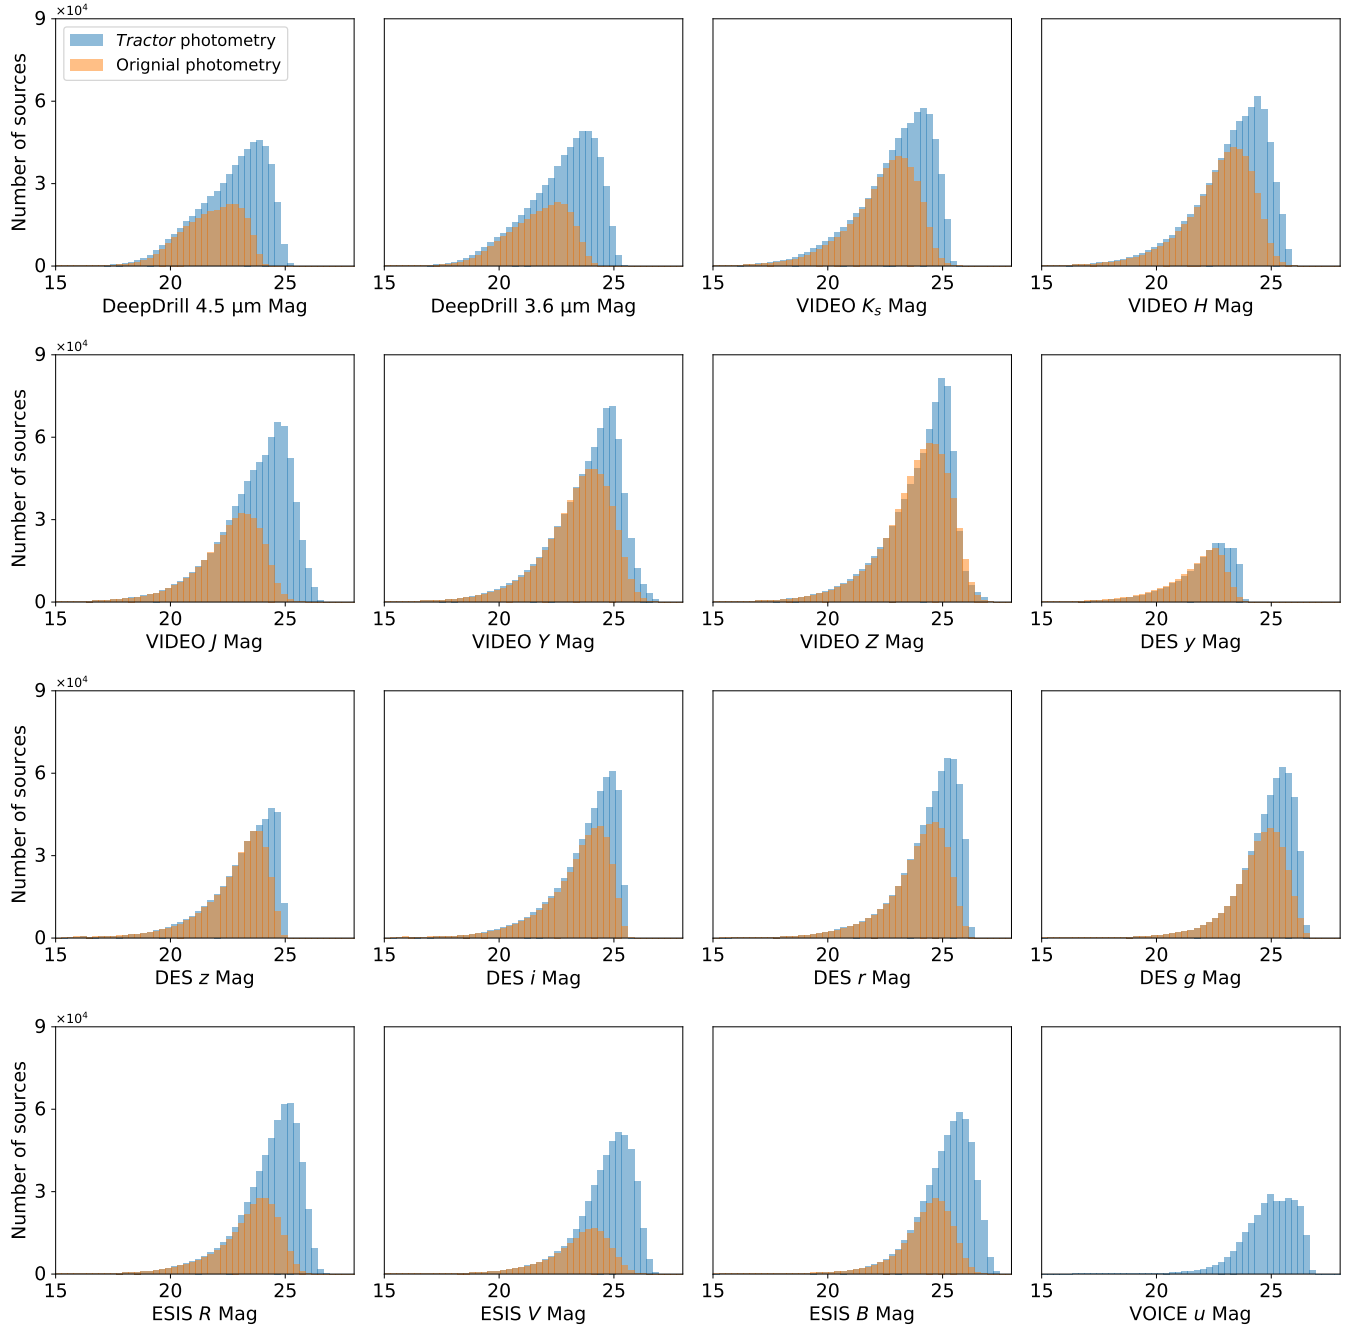 ×10⁴
9
6
3
0
Number of sources
Tractor photometry
Orignial photometry
15 20 25
15 20 25
15 20 25
15 20 25
DeepDrill 4.5 μm Mag
DeepDrill 3.6 μm Mag
VIDEO Kₛ Mag
VIDEO H Mag
×10⁴
9
6
3
0
Number of sources
15 20 25
15 20 25
15 20 25
15 20 25
VIDEO J Mag
VIDEO Y Mag
VIDEO Z Mag
DES y Mag
×10⁴
9
6
3
0
Number of sources
15 20 25
15 20 25
15 20 25
15 20 25
DES z Mag
DES i Mag
DES r Mag
DES g Mag
×10⁴
9
6
3
0
Number of sources
15 20 25
15 20 25
15 20 25
15 20 25
ESIS R Mag
ESIS V Mag
ESIS B Mag
VOICE u Mag